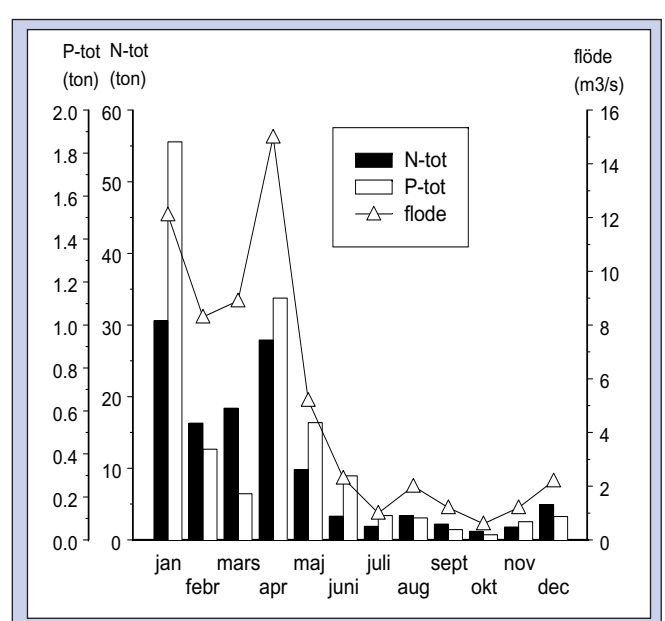 P-tot N-tot flöde
(ton) (ton) (m3/s)
2.0 60 16
1.8 14
50
1.6
12
1.4
40
1.2 10
1.0 30 8
0.8
6
20
0.6
4
0.4
10
0.2 2
0.0 0 0
N-tot
P-tot
flode
jan mars maj juli sept nov
febr apr juni aug okt dec